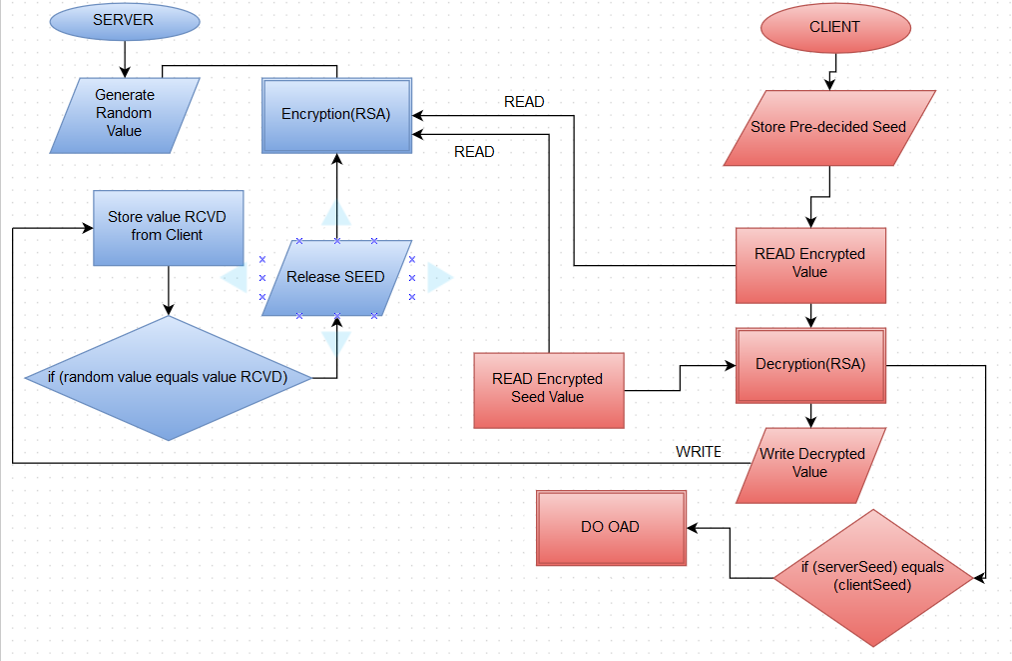 SERVER
CLIENT
Generate
Random
Value
Encryption(RSA)
READ
READ
Store Pre-decided Seed
Store value RCVD
from Client
READ Encrypted
Value
Release SEED
if (random value equals value RCVD)
READ Encrypted
Seed Value
Decryption(RSA)
WRITE
Write Decrypted
Value
DO OAD
if (serverSeed) equals
(clientSeed)